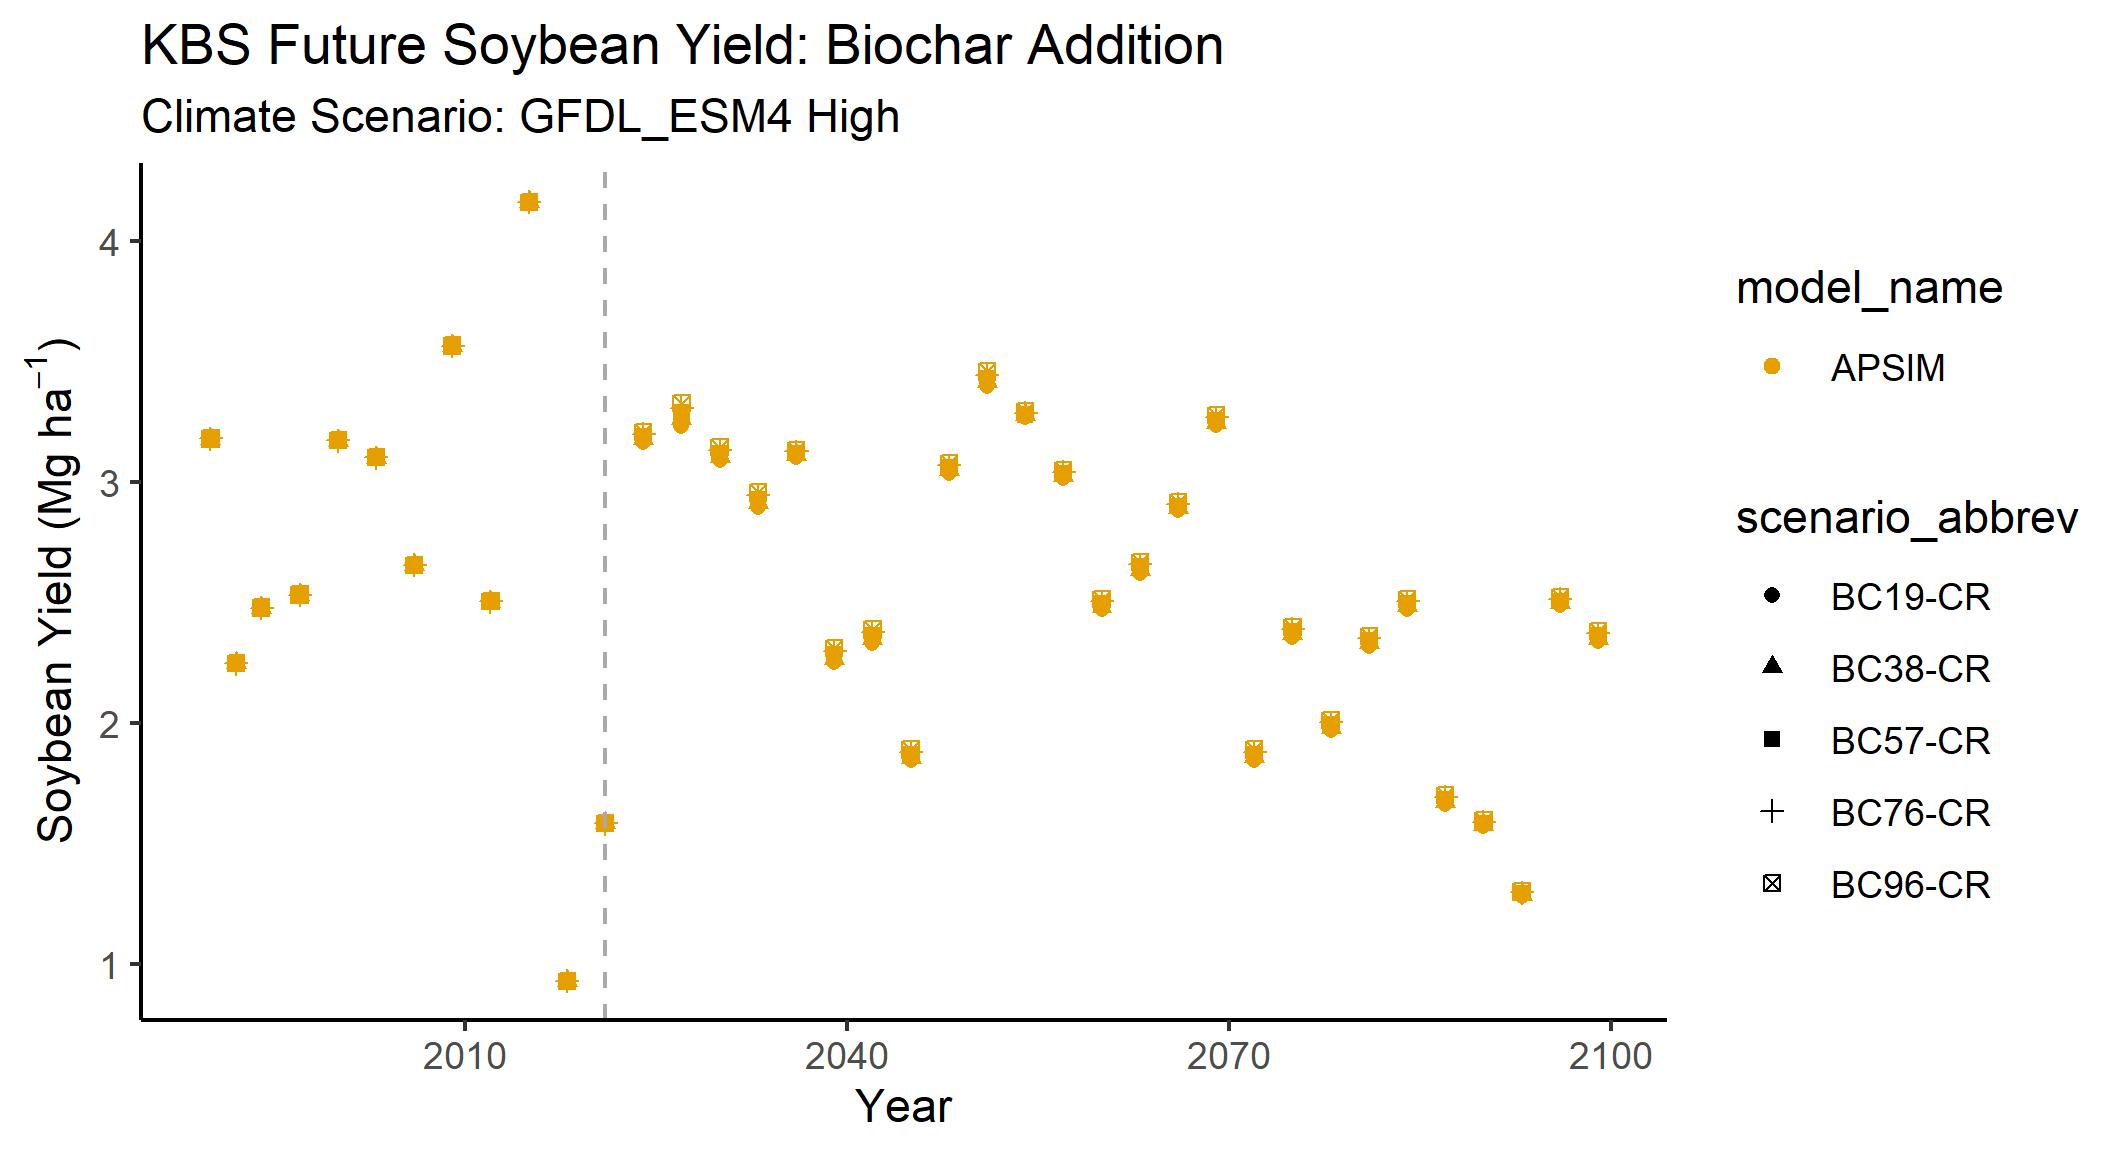 KBS Future Soybean Yield: Biochar Addition
Climate Scenario: GFDL_ESM4 High
Soybean Yield (Mg ha⁻¹)
4
3
2
1
2010 2040 2070 2100
Year
model_name
APSIM
scenario_abbrev
BC19-CR
BC38-CR
BC57-CR
BC76-CR
BC96-CR